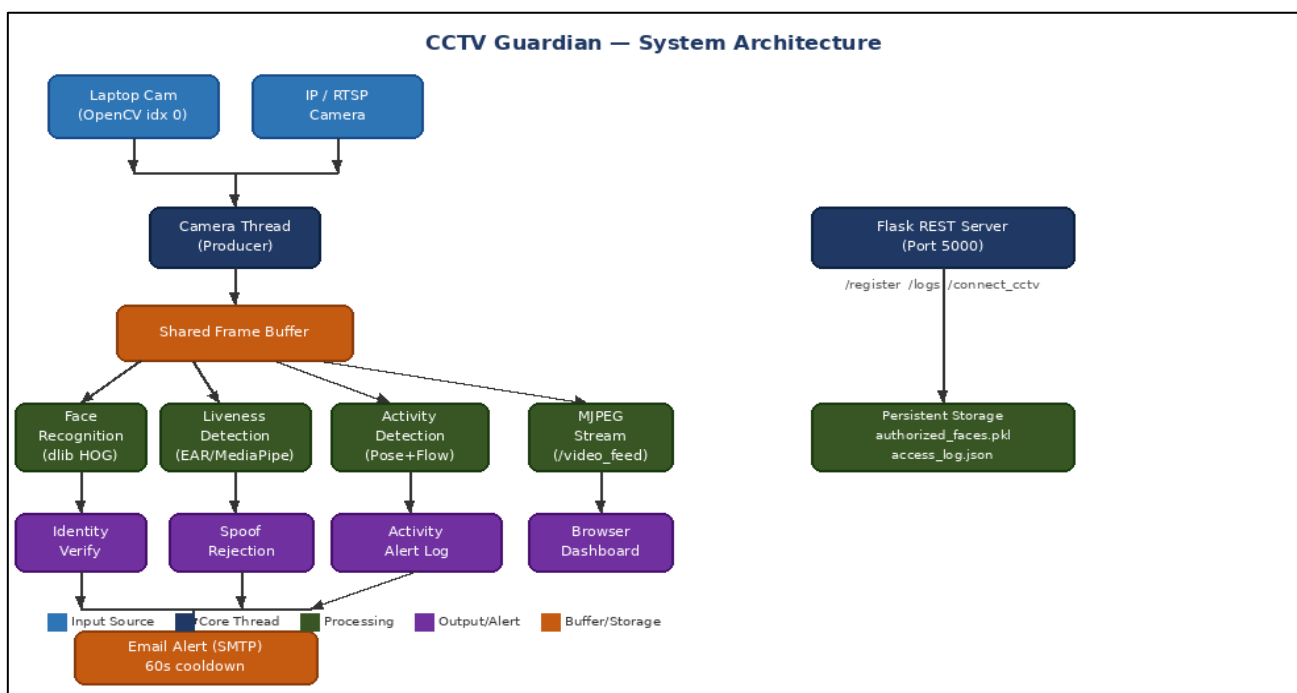 CCTV Guardian — System Architecture
Laptop Cam
(OpenCV idx 0)
IP / RTSP
Camera
Camera Thread
(Producer)
Flask REST Server
(Port 5000)
/register /logs /connect_cctv
Shared Frame Buffer
Face
Recognition
(dlib HOG)
Liveness
Detection
(EAR/MediaPipe)
Activity
Detection
(Pose+Flow)
MJPEG
Stream
(/video_feed)
Persistent Storage
authorized_faces.pkl
access_log.json
Identity
Verify
Spoof
Rejection
Activity
Alert Log
Browser
Dashboard
Input Source
Core Thread
Processing
Output/Alert
Buffer/Storage
Email Alert (SMTP)
60s cooldown